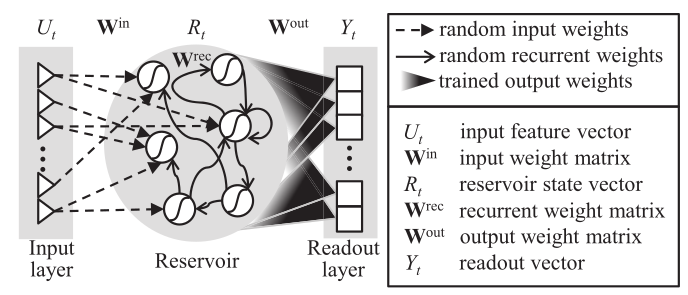 U_t W^in R_t W^out Y_t
W^rec
Input
layer
Reservoir
Readout
layer
random input weights
random recurrent weights
trained output weights
U_t input feature vector
W^in input weight matrix
R_t reservoir state vector
W^rec recurrent weight matrix
W^out output weight matrix
Y_t readout vector